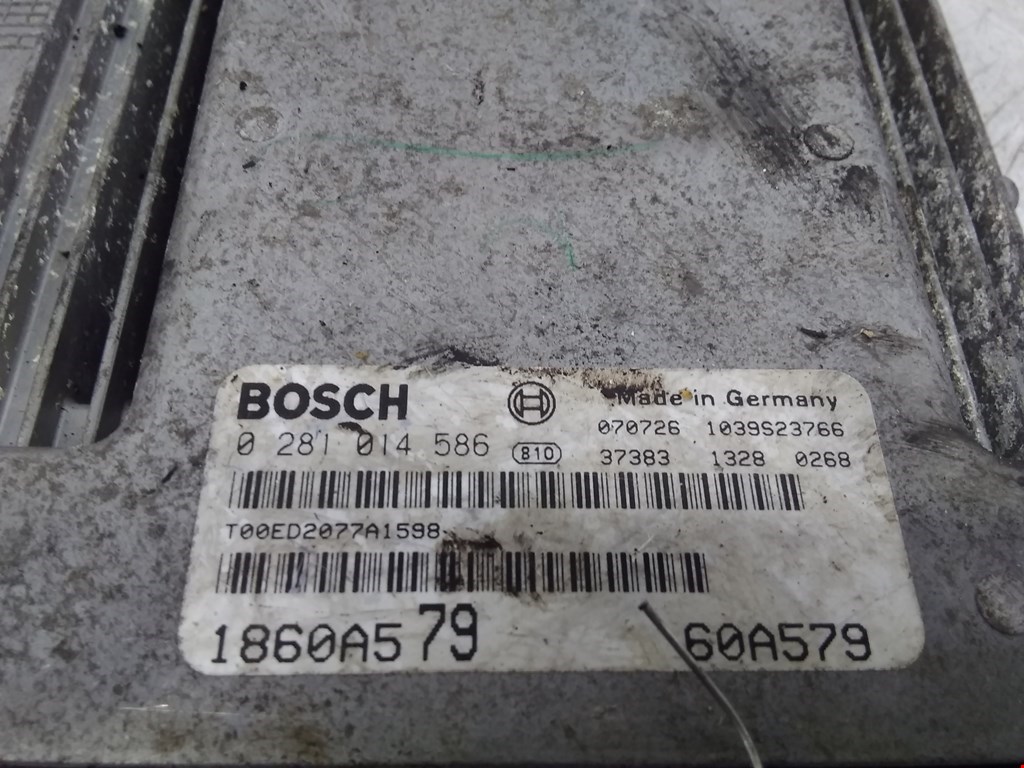 BOSCH Made in Germany
0 281 014 586 810 070726 1039S23766
37383 1328 0268
T00ED2077A1598
1860A579 60A579